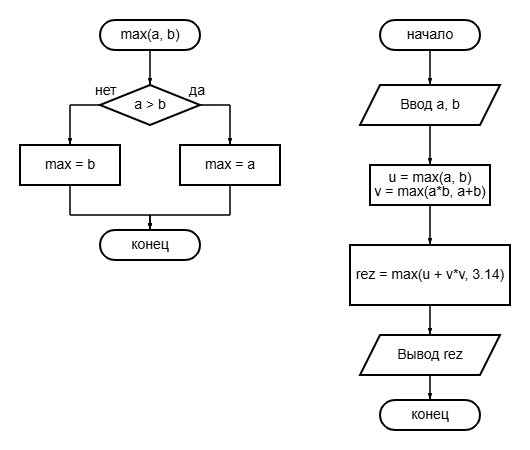 max(a, b)
нет
да
a > b
max = b
max = a
конец
начало
Ввод a, b
u = max(a, b)
v = max(a*b, a+b)
rez = max(u + v*v, 3.14)
Вывод rez
конец